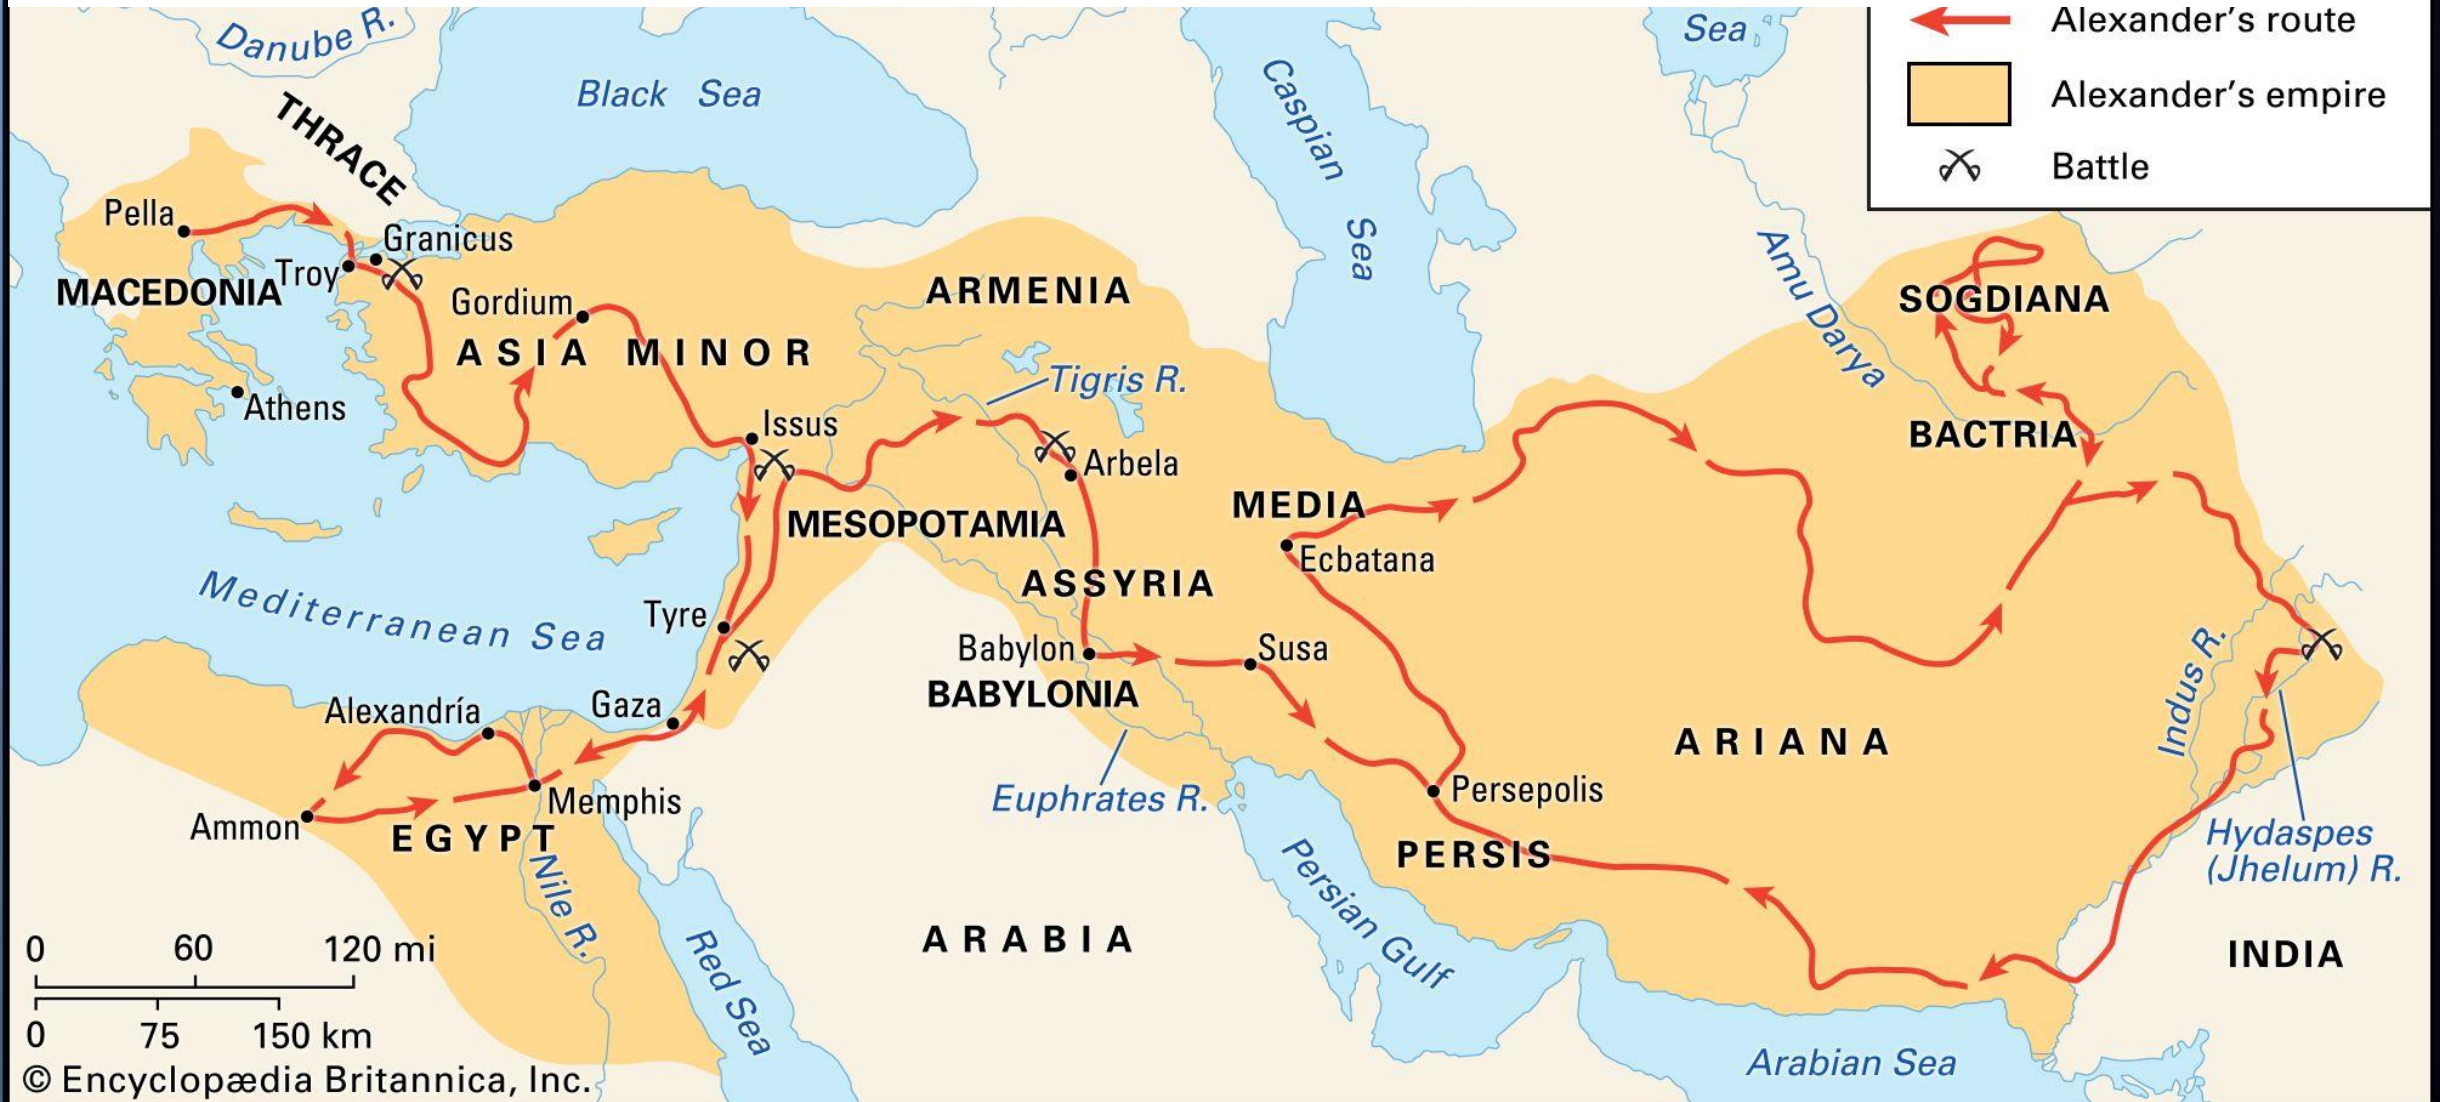 Danube R.
Black Sea
Caspian
Sea
Sea
Alexander's route
Alexander's empire
Battle
THRACE
Pella
Granicus
Troy
MACEDONIA
Gordium
ASIA MINOR
ARMENIA
Amu Darya
SOGDIANA
Athens
Tigris R.
Issus
Arbela
BACTRIA
MEDIA
MESOPOTAMIA
Ecbatana
ASSYRIA
Mediterranean Sea
Tyre
Babylon
Susa
BABYLONIA
Indus R.
Alexandría
Gaza
ARIANA
Memphis
Euphrates R.
Persepolis
Ammon
EGYPT
PERSIS
Hydaspes
(Jhelum) R.
Nile R.
Red Sea
ARABIA
Persian Gulf
INDIA
Arabian Sea
0 60 120 mi
0 75 150 km
© Encyclopædia Britannica, Inc.